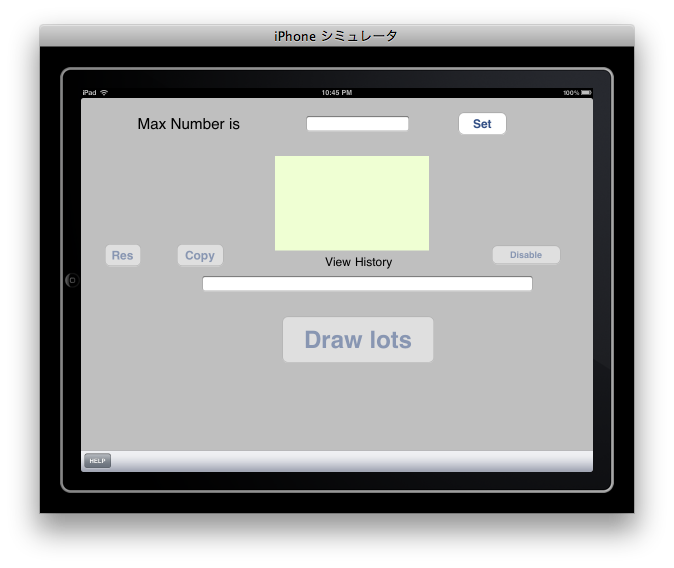 iPhone シミュレータ
iPad 10:45 PM 100%
Max Number is Set
Res Copy Disable
View History
Draw lots
HELP